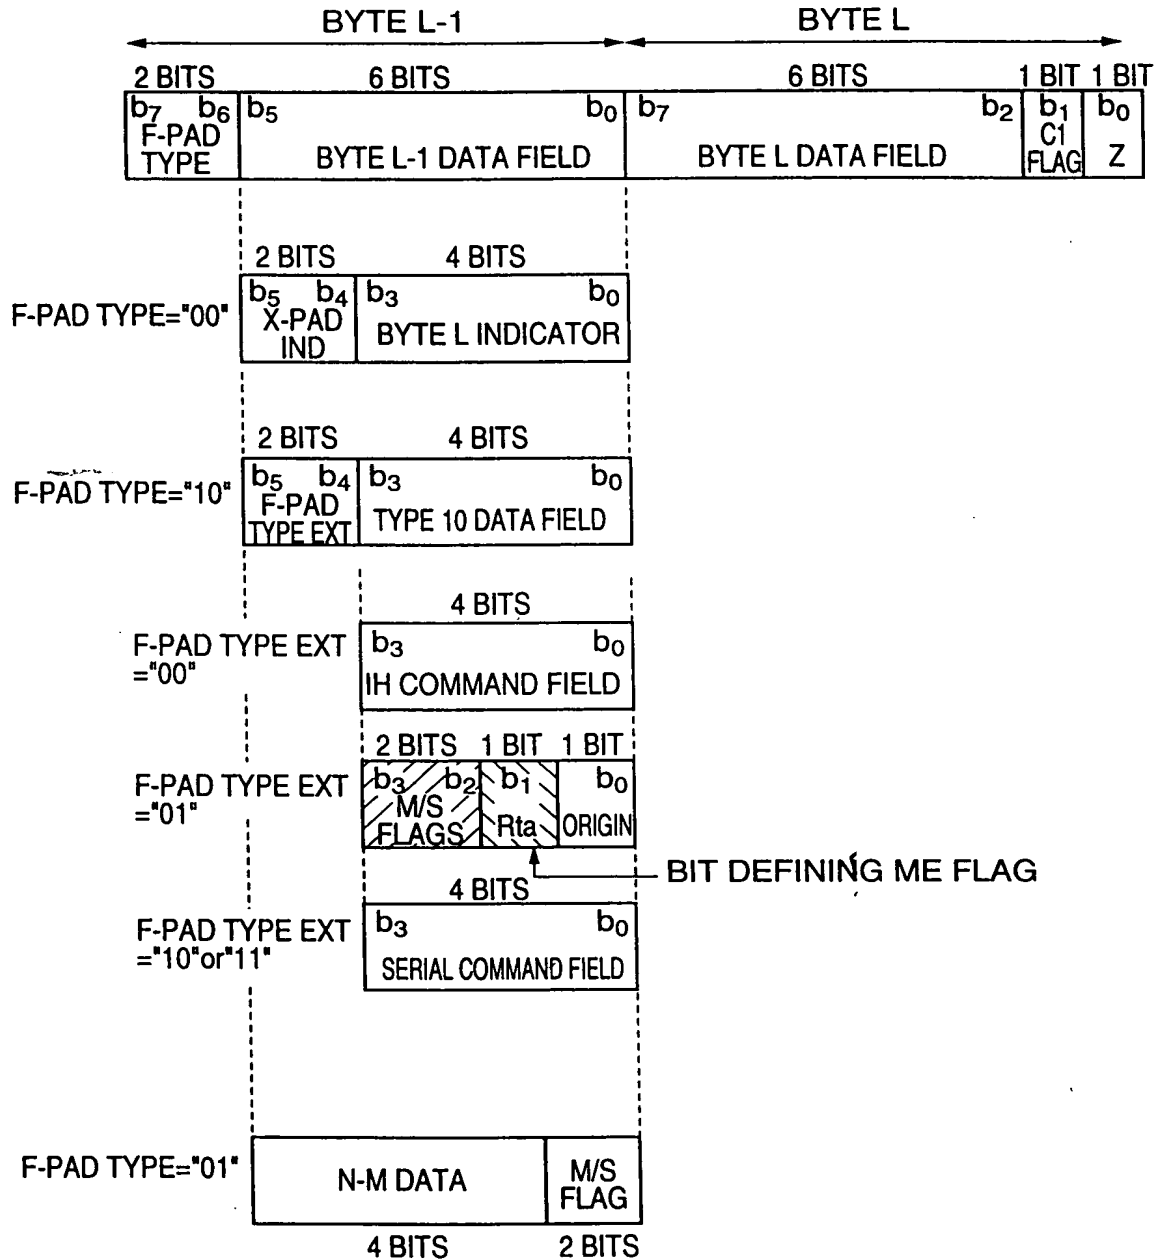 BYTE L-1 BYTE L
2 BITS 6 BITS 6 BITS 1 BIT 1 BIT
b7 b6 b5 b0 b7 b2 b1 b0
F-PAD TYPE BYTE L-1 DATA FIELD BYTE L DATA FIELD C1 FLAG Z
2 BITS 4 BITS
F-PAD TYPE="00"
b5 b4 b3 b0
X-PAD IND BYTE L INDICATOR
2 BITS 4 BITS
F-PAD TYPE="10"
b5 b4 b3 b0
F-PAD TYPE EXT TYPE 10 DATA FIELD
4 BITS
F-PAD TYPE EXT
="00"
b3 b0
IH COMMAND FIELD
2 BITS 1 BIT 1 BIT
F-PAD TYPE EXT
="01"
b3 b2 b1 b0
M/S FLAGS Rta ORIGIN
BIT DEFINING ME FLAG
4 BITS
F-PAD TYPE EXT
="10"or"11"
b3 b0
SERIAL COMMAND FIELD
F-PAD TYPE="01"
N-M DATA M/S FLAG
4 BITS 2 BITS